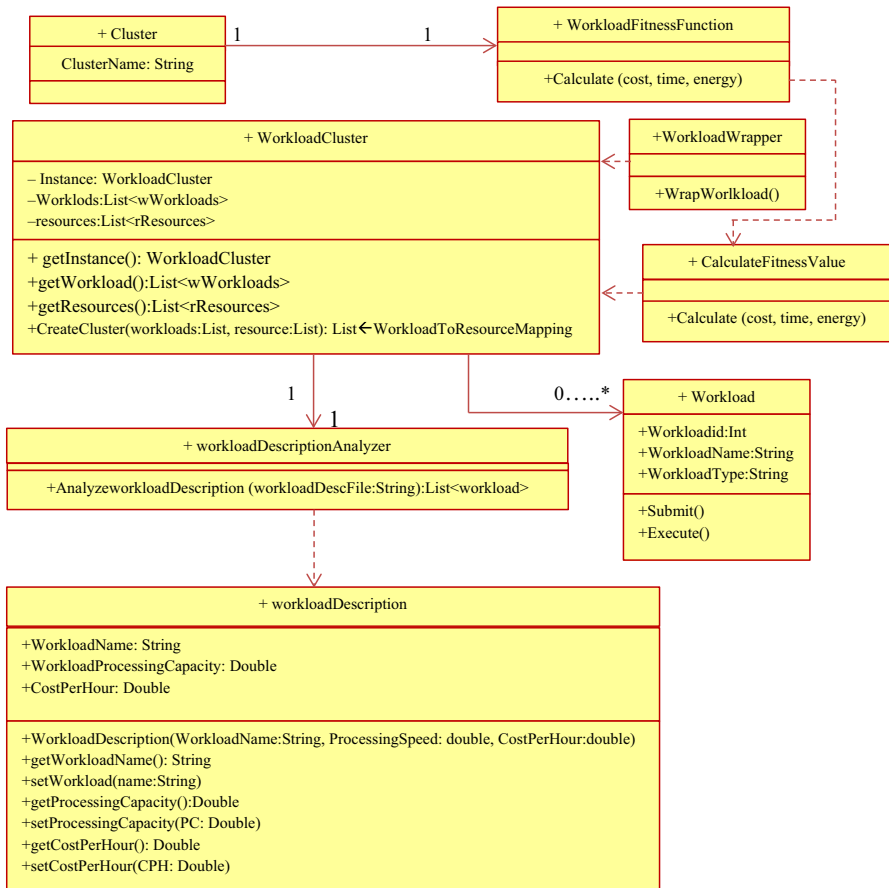 + Cluster
ClusterName: String
1
1
+ WorkloadFitnessFunction
+Calculate (cost, time, energy)
+ WorkloadCluster
– Instance: WorkloadCluster
–Worklods:List<wWorkloads>
–resources:List<rResources>
+ getInstance(): WorkloadCluster
+getWorkload():List<wWorkloads>
+getResources():List<rResources>
+CreateCluster(workloads:List, resource:List): List←WorkloadToResourceMapping
+WorkloadWrapper
+WrapWorlkload()
+ CalculateFitnessValue
+Calculate (cost, time, energy)
1
1
0…..*
+ workloadDescriptionAnalyzer
+AnalyzeworkloadDescription (workloadDescFile:String):List<workload>
+ Workload
+Workloadid:Int
+WorkloadName:String
+WorkloadType:String
+Submit()
+Execute()
+ workloadDescription
+WorkloadName: String
+WorkloadProcessingCapacity: Double
+CostPerHour: Double
+WorkloadDescription(WorkloadName:String, ProcessingSpeed: double, CostPerHour:double)
+getWorkloadName(): String
+setWorkload(name:String)
+getProcessingCapacity():Double
+setProcessingCapacity(PC: Double)
+getCostPerHour(): Double
+setCostPerHour(CPH: Double)